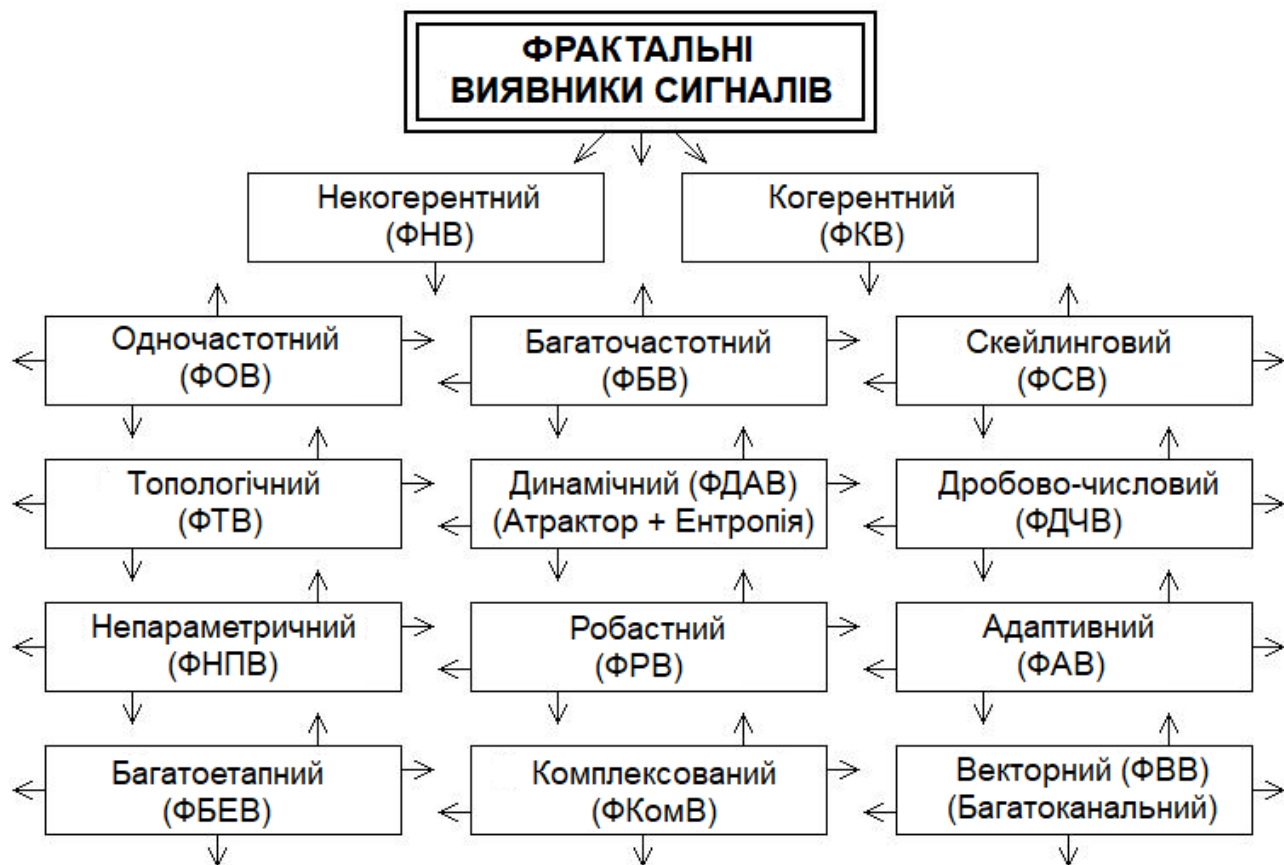 ФРАКТАЛЬНІ
ВИЯВНИКИ СИГНАЛІВ
Некогерентний
(ФНВ)
Когерентний
(ФКВ)
Одночастотний
(ФОВ)
Багаточастотний
(ФБВ)
Скейлинговий
(ФСВ)
Топологічний
(ФТВ)
Динамічний (ФДАВ)
(Атрактор + Ентропія)
Дробово-числовий
(ФДЧВ)
Непараметричний
(ФНПВ)
Робастний
(ФРВ)
Адаптивний
(ФАВ)
Багатоетапний
(ФБЕВ)
Комплексований
(ФКомВ)
Векторний (ФВВ)
(Багатоканальний)